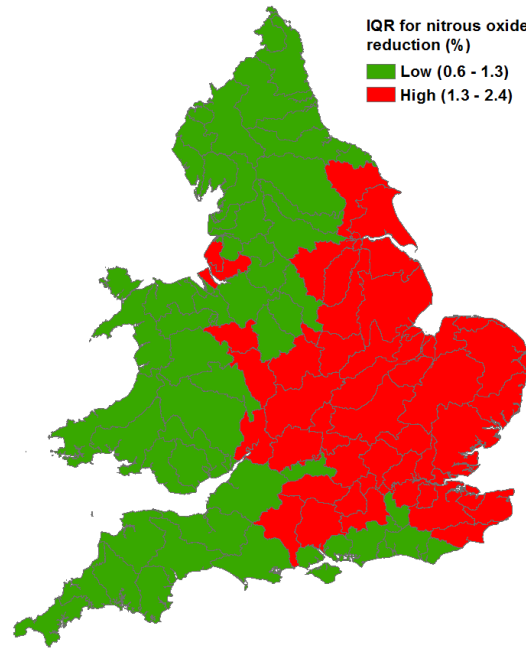 IQR for nitrous oxide
reduction (%)
Low (0.6 - 1.3)
High (1.3 - 2.4)